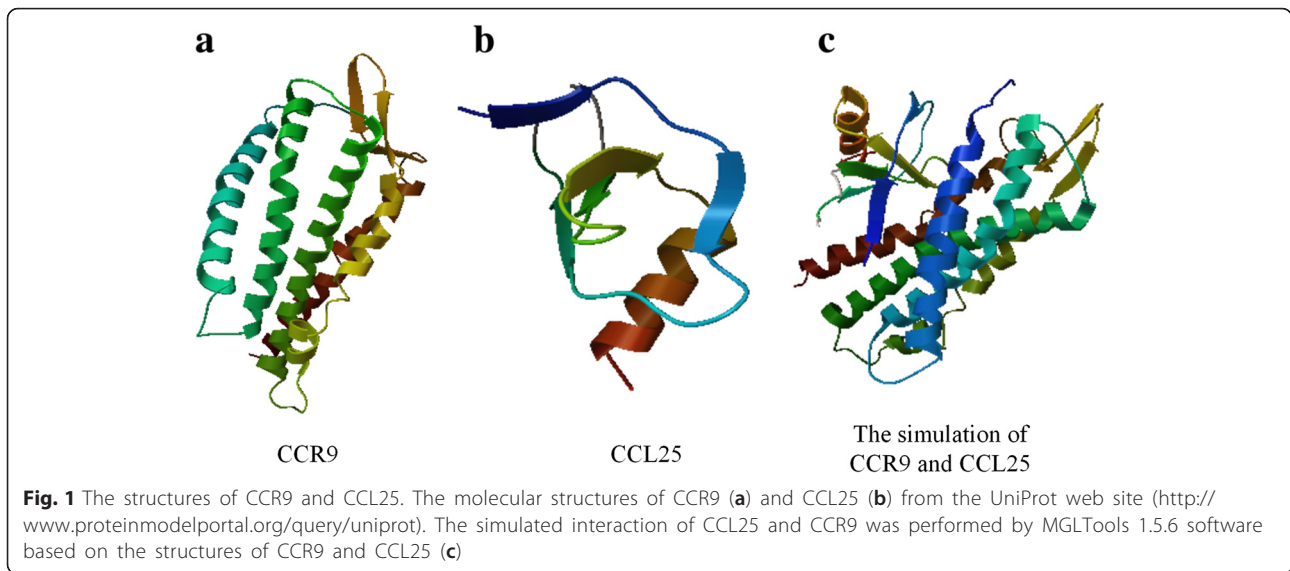 a
b
c
CCR9
CCL25
The simulation of
CCR9 and CCL25
Fig. 1 The structures of CCR9 and CCL25. The molecular structures of CCR9 (a) and CCL25 (b) from the UniProt web site (http://
www.proteinmodelportal.org/query/uniprot). The simulated interaction of CCL25 and CCR9 was performed by MGLTools 1.5.6 software
based on the structures of CCR9 and CCL25 (c)